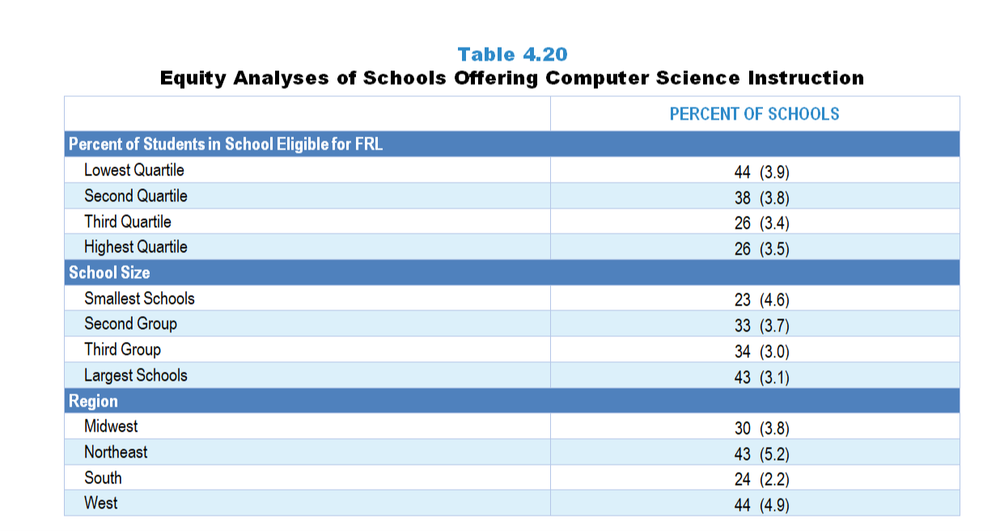 Table 4.20
Equity Analyses of Schools Offering Computer Science Instruction
PERCENT OF SCHOOLS
Percent of Students in School Eligible for FRL
Lowest Quartile 44 (3.9)
Second Quartile 38 (3.8)
Third Quartile 26 (3.4)
Highest Quartile 26 (3.5)
School Size
Smallest Schools 23 (4.6)
Second Group 33 (3.7)
Third Group 34 (3.0)
Largest Schools 43 (3.1)
Region
Midwest 30 (3.8)
Northeast 43 (5.2)
South 24 (2.2)
West 44 (4.9)